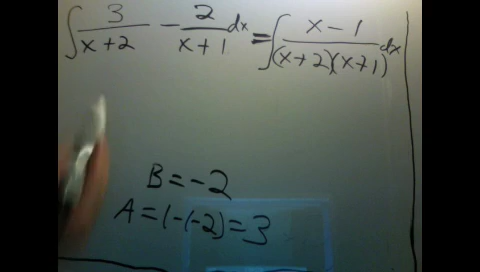 ∫ 3/(x+2) − 2/(x+1) dx = ∫ (x−1)/((x+2)(x+1)) dx
B = −2
A = 1−(−2) = 3